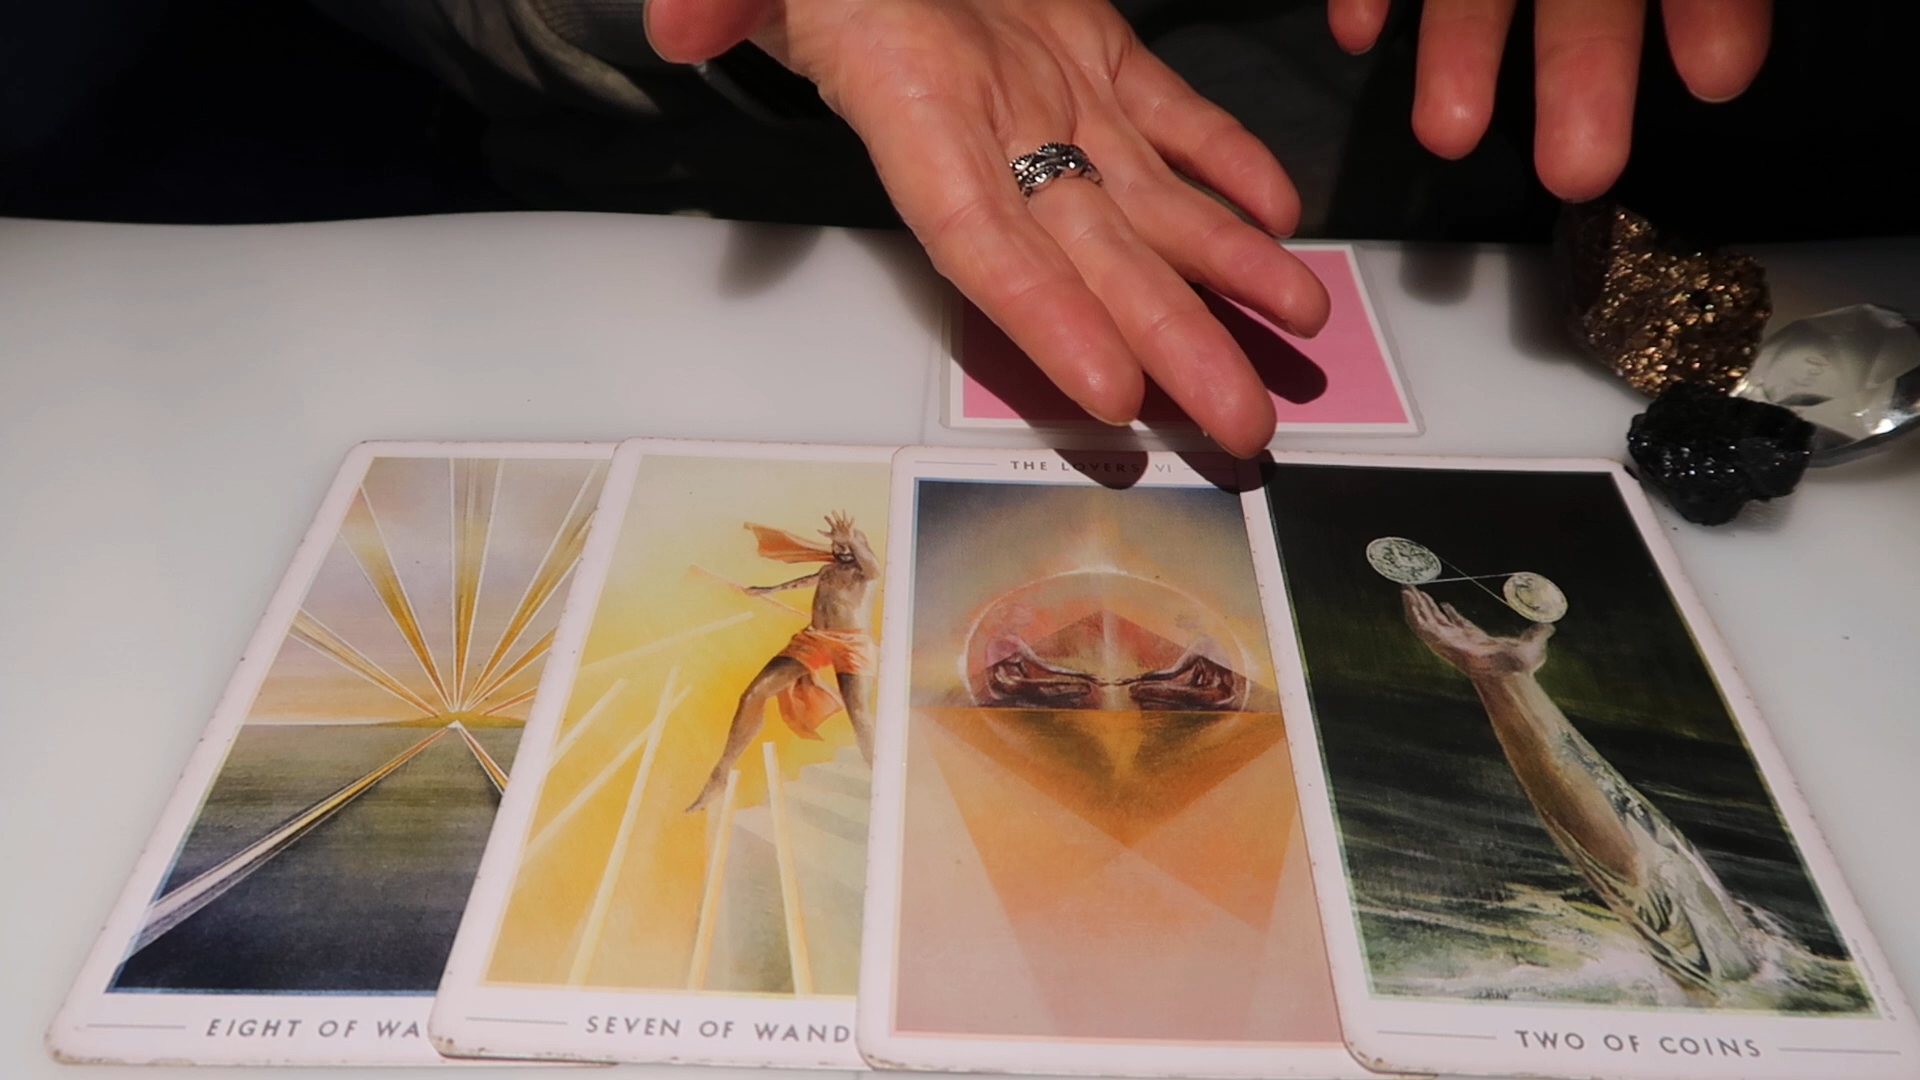 THE LOVERS VI
EIGHT OF WA
SEVEN OF WAND
TWO OF COINS